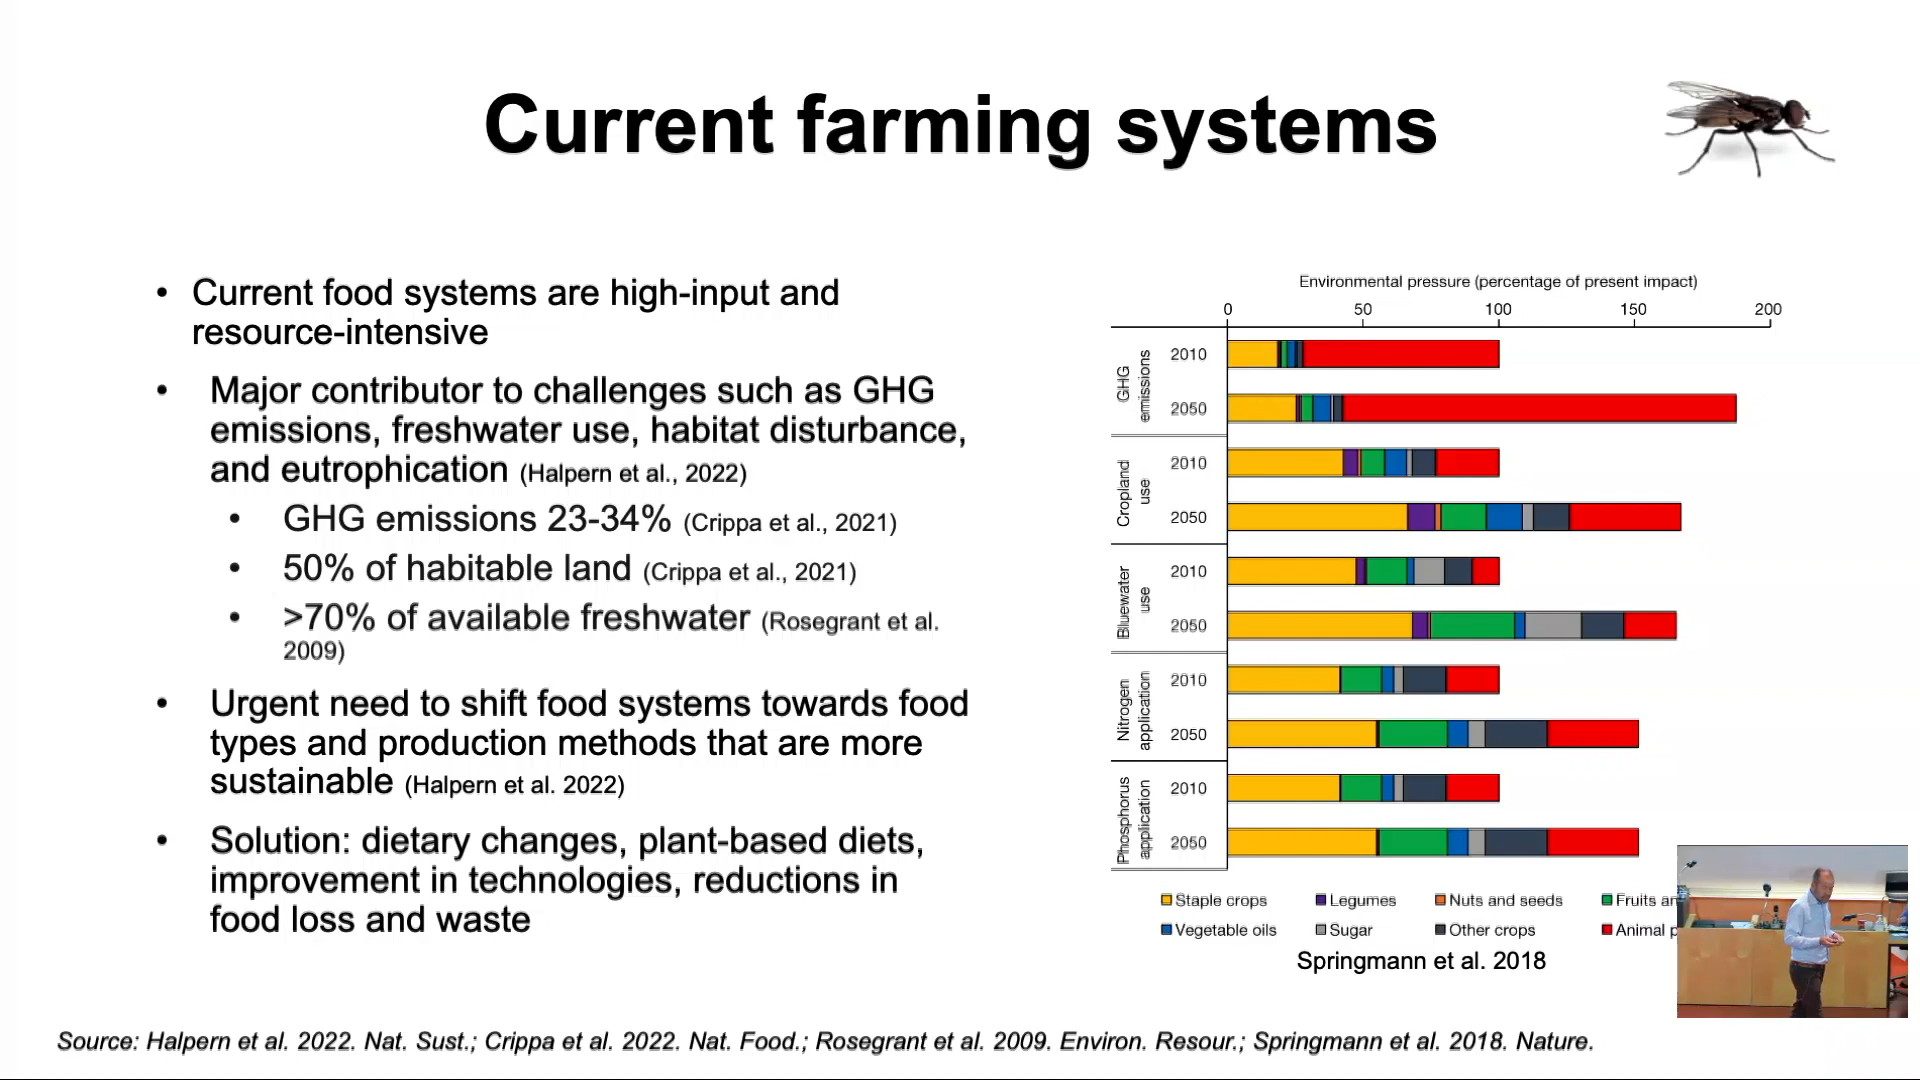 Current farming systems
• Current food systems are high-input and
resource-intensive
• Major contributor to challenges such as GHG
emissions, freshwater use, habitat disturbance,
and eutrophication (Halpern et al., 2022)
• GHG emissions 23-34% (Crippa et al., 2021)
• 50% of habitable land (Crippa et al., 2021)
• >70% of available freshwater (Rosegrant et al.
2009)
• Urgent need to shift food systems towards food
types and production methods that are more
sustainable (Halpern et al. 2022)
• Solution: dietary changes, plant-based diets,
improvement in technologies, reductions in
food loss and waste
Environmental pressure (percentage of present impact)
0 50 100 150 200
GHG
emissions
2010
2050
Cropland
use
2010
2050
Bluewater
use
2010
2050
Nitrogen
application
2010
2050
Phosphorus
application
2010
2050
Staple crops Legumes Nuts and seeds Fruits
Vegetable oils Sugar Other crops Animal
Springmann et al. 2018
Source: Halpern et al. 2022. Nat. Sust.; Crippa et al. 2022. Nat. Food.; Rosegrant et al. 2009. Environ. Resour.; Springmann et al. 2018. Nature.